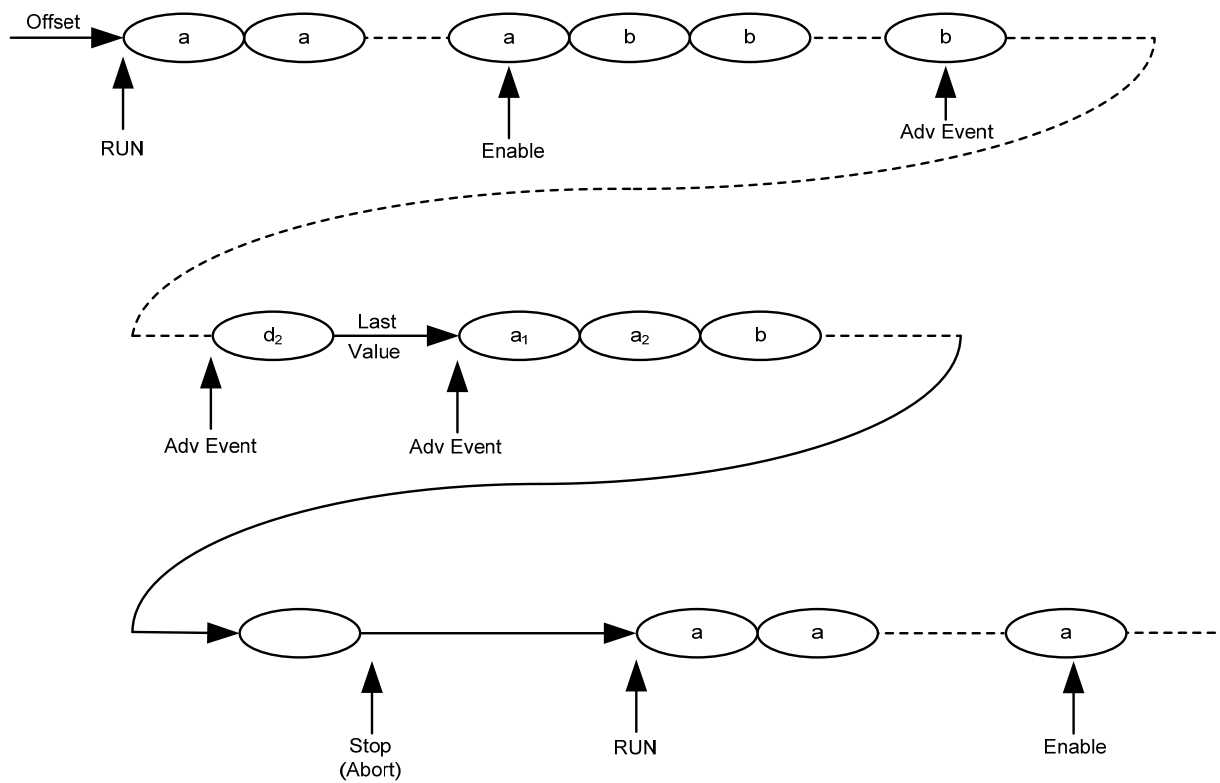 Offset
a a a b b b
RUN
Enable
Adv Event
d₂
Last
Value
a₁ a₂ b
Adv Event
Adv Event
a a a
Stop
(Abort)
RUN
Enable